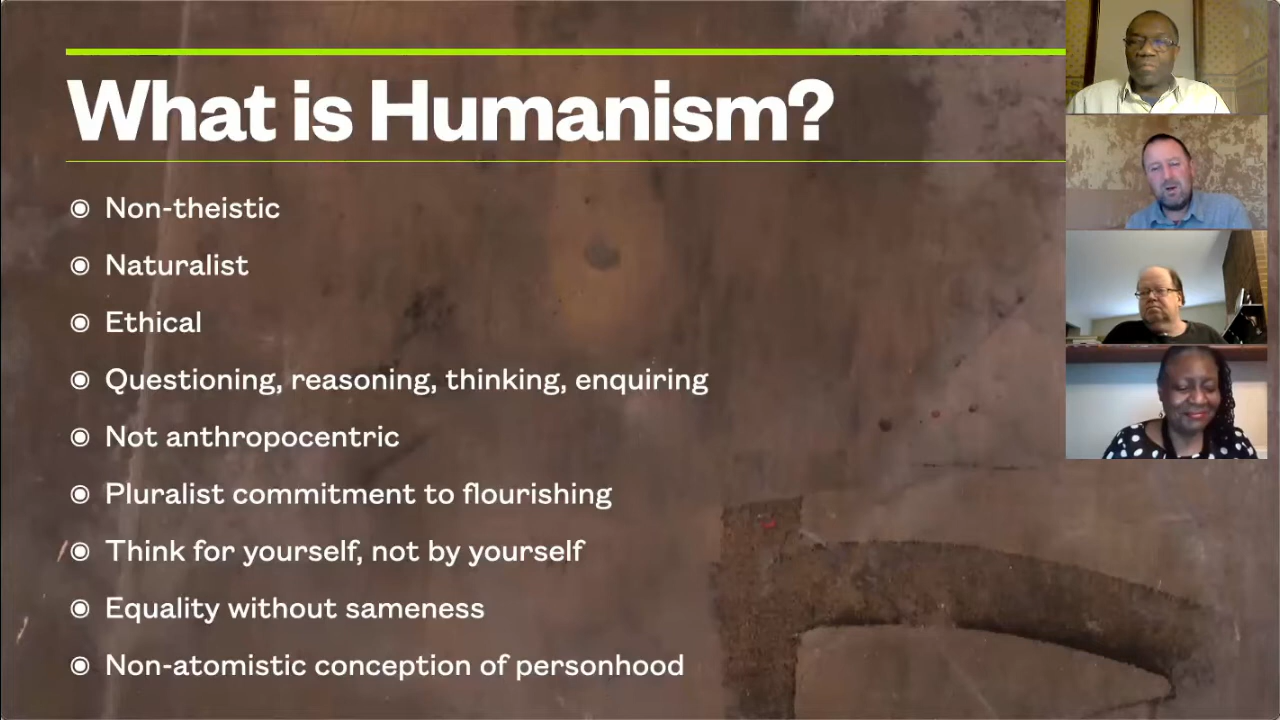 What is Humanism?
Non-theistic
Naturalist
Ethical
Questioning, reasoning, thinking, enquiring
Not anthropocentric
Pluralist commitment to flourishing
Think for yourself, not by yourself
Equality without sameness
Non-atomistic conception of personhood